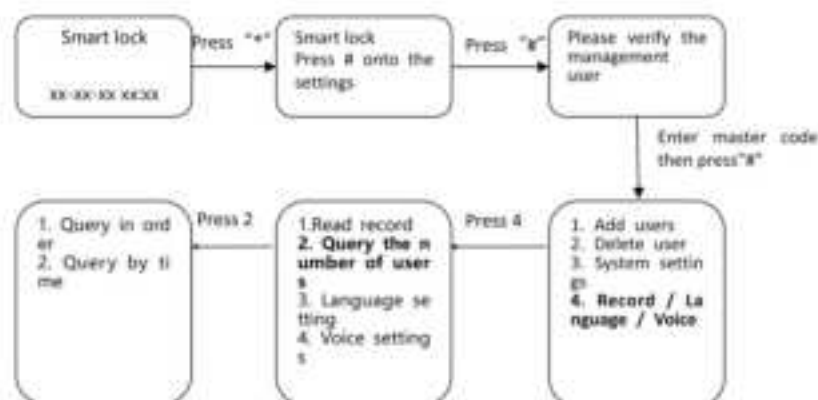 Smart lock
xx-xx-xx xx:xx
Press "*"
Smart lock
Press # onto the
settings
Press "#"
Please verify the
management
user
Enter master code
then press"#"
1. Add users
2. Delete user
3. System settin
gs
4. Record / La
nguage / Voice
Press 4
1.Read record
2. Query the n
umber of user
s
3. Language se
tting
4. Voice setting
s
Press 2
1. Query in ord
er
2. Query by ti
me